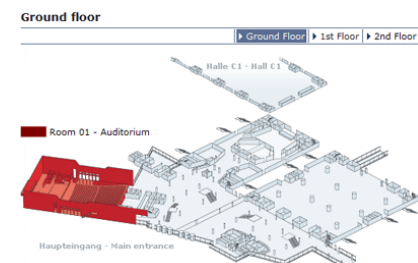 Ground floor
Ground Floor 1st Floor 2nd Floor
Halle C1 - Hall C1
Room 01 - Auditorium
Haupteingang - Main entrance